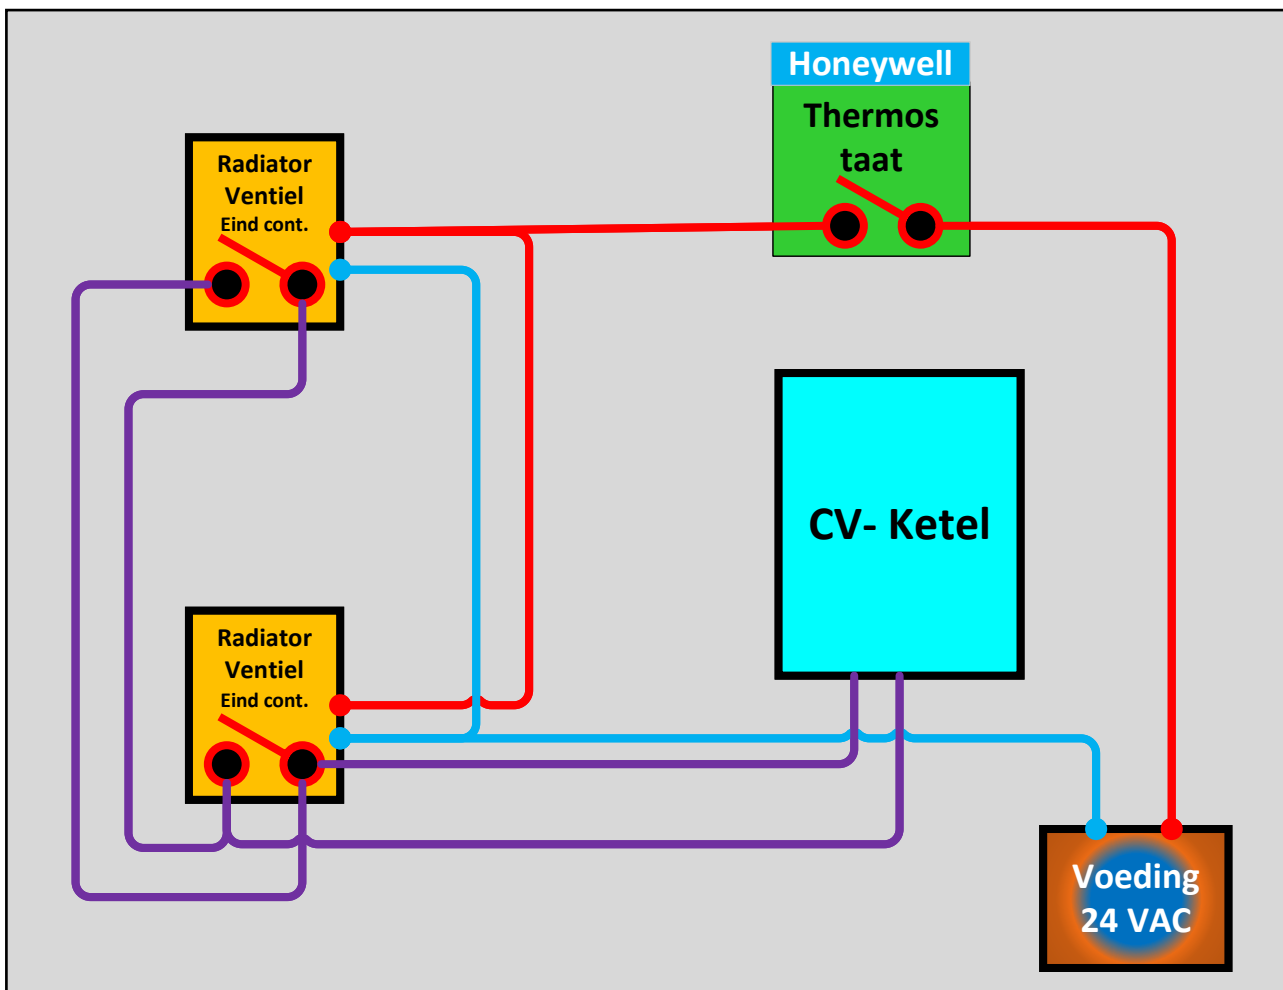 Honeywell
Thermos
taat
Radiator
Ventiel
Eind cont.
CV- Ketel
Radiator
Ventiel
Eind cont.
Voeding
24 VAC